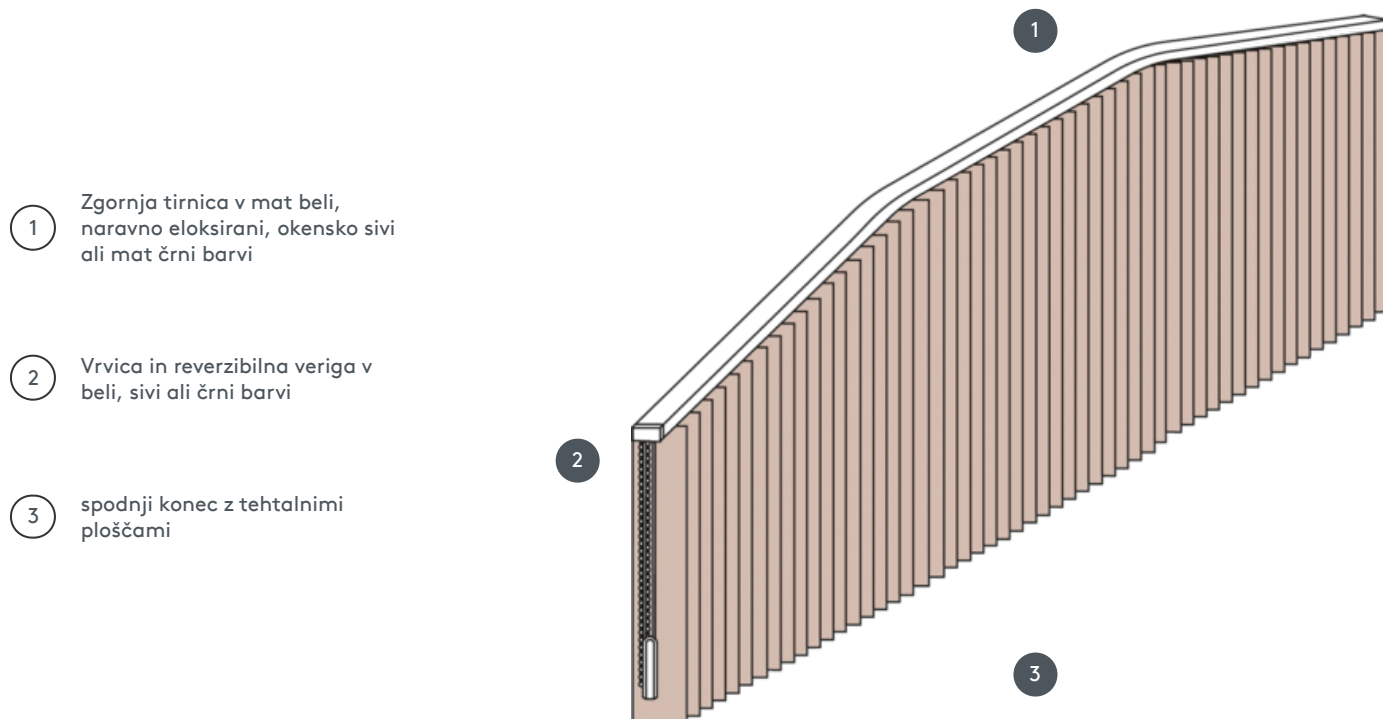 1
Zgornja tirnica v mat beli,
naravno eloksirani, okensko sivi
ali mat črni barvi
2
Vrvica in reverzibilna veriga v
beli, sivi ali črni barvi
3
spodnji konec z tehtalnimi
ploščami
1
2
3